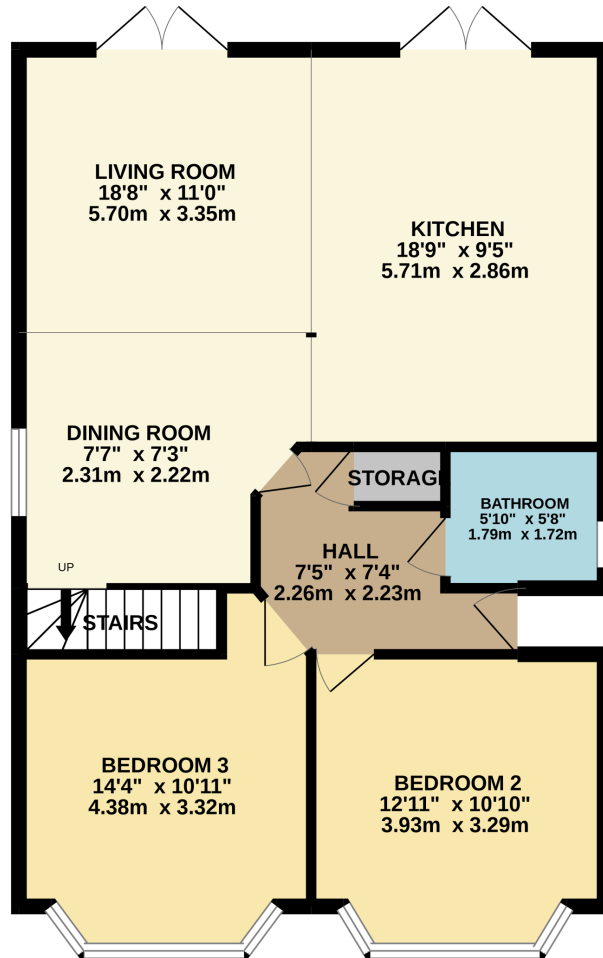 LIVING ROOM
18'8" x 11'0"
5.70m x 3.35m
KITCHEN
18'9" x 9'5"
5.71m x 2.86m
DINING ROOM
7'7" x 7'3"
2.31m x 2.22m
STORAGE
BATHROOM
5'10" x 5'8"
1.79m x 1.72m
HALL
7'5" x 7'4"
2.26m x 2.23m
UP
STAIRS
BEDROOM 3
14'4" x 10'11"
4.38m x 3.32m
BEDROOM 2
12'11" x 10'10"
3.93m x 3.29m